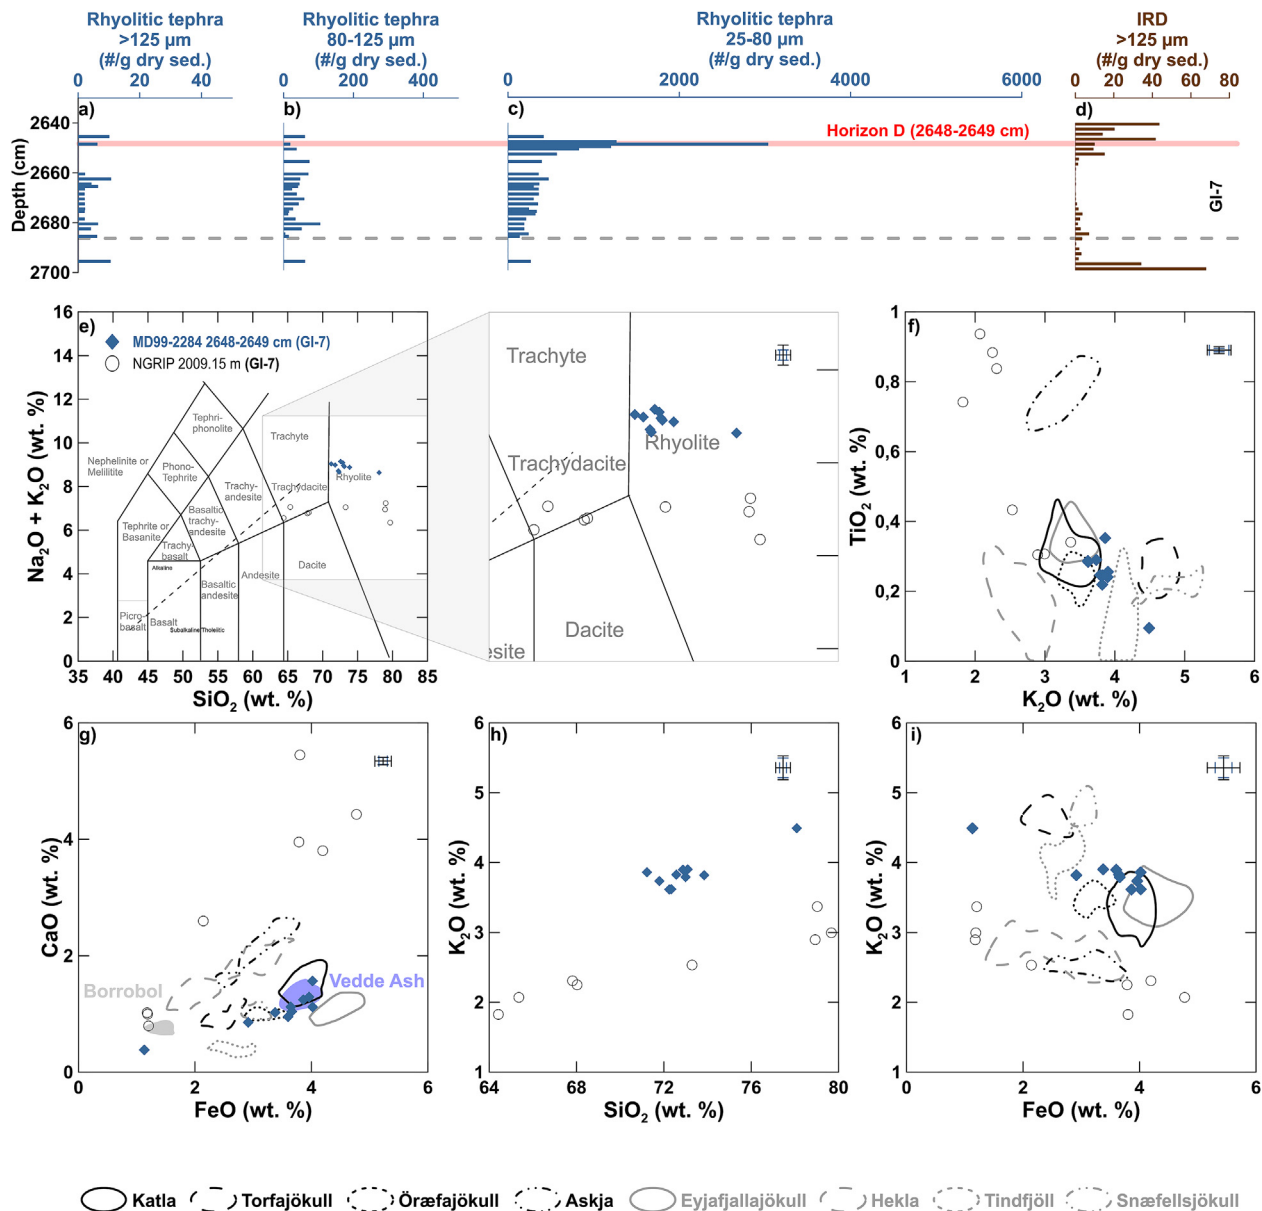 Rhyolitic tephra
>125 µm
(#/g dry sed.)
0 20 40
Rhyolitic tephra
80-125 µm
(#/g dry sed.)
0 200 400
Rhyolitic tephra
25-80 µm
(#/g dry sed.)
0 2000 4000 6000
IRD
>125 µm
(#/g dry sed.)
0 20 40 60 80
a) b) c) d)
Depth (cm)
2640
2660
2680
2700
Horizon D (2648-2649 cm)
GI-7
e)
MD99-2284 2648-2649 cm (GI-7)
NGRIP 2009.15 m (GI-7)
Na2O + K2O (wt. %)
16
14
12
10
8
6
4
2
0
35 40 45 50 55 60 65 70 75 80 85
SiO2 (wt. %)
Tephri-
phonolite
Nephelinite or
Melilitite
Phono-
Tephrite
Trachy-
andesite
Trachyte
Trachydacite
Rhyolite
Tephrite or
Basanite
Basaltic
trachy-
andesite
Trachy-
basalt
Alkaline
Picro-
basalt
Basalt
Basaltic
andesite
Andesite
Dacite
Subalkaline/Tholeiitic
Trachyte
Trachydacite
Rhyolite
Dacite
esite
f)
TiO2 (wt. %)
1
0,8
0,6
0,4
0,2
0
1 2 3 4 5 6
K2O (wt. %)
g)
CaO (wt. %)
6
4
2
0
Borrobol
Vedde Ash
0 2 4 6
FeO (wt. %)
h)
K2O (wt. %)
6
5
4
3
2
1
64 68 72 76 80
SiO2 (wt. %)
i)
K2O (wt. %)
6
5
4
3
2
1
0 2 4 6
FeO (wt. %)
Katla Torfajökull Öræfajökull Askja Eyjafjallajökull Hekla Tindfjöll Snæfellsjökull